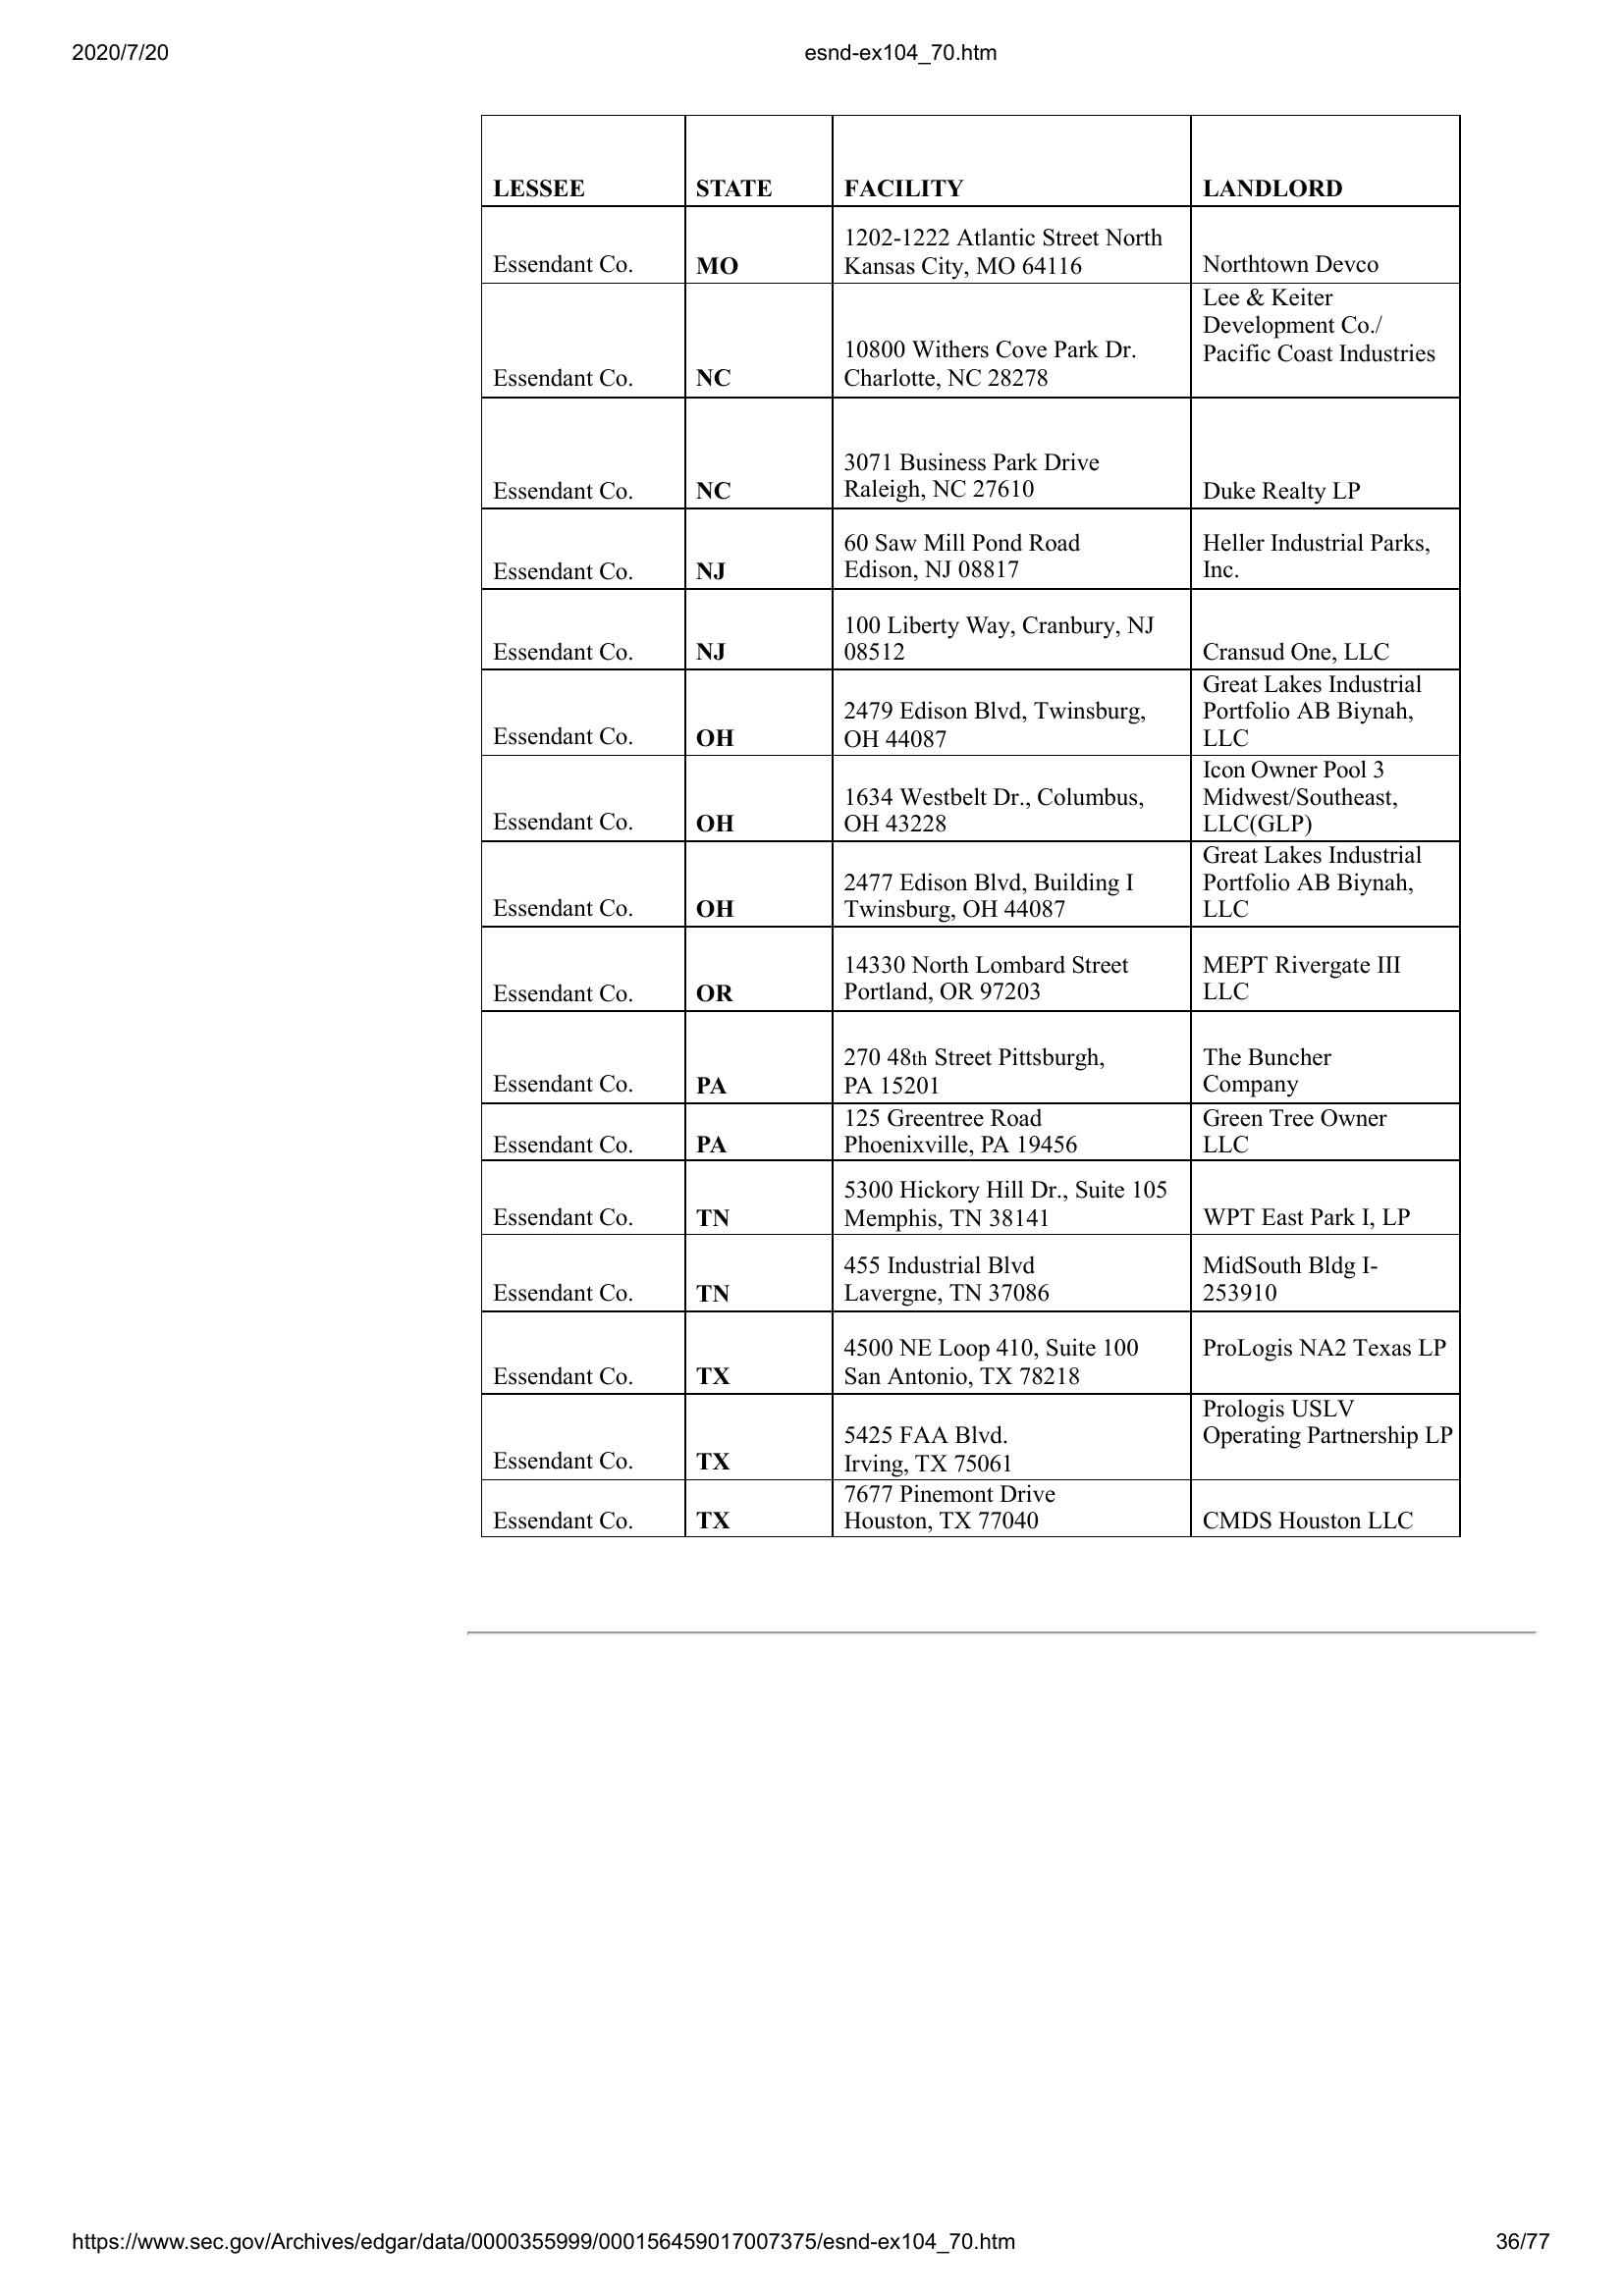 2020/7/20 esnd-ex104_70.htm
LESSEE STATE FACILITY LANDLORD
1202-1222 Atlantic Street North
Essendant Co. MO Kansas City, MO 64116 Northtown Devco
Lee & Keiter
Development Co./
10800 Withers Cove Park Dr. Pacific Coast Industries
Essendant Co. NC Charlotte, NC 28278
3071 Business Park Drive
Essendant Co. NC Raleigh, NC 27610 Duke Realty LP
60 Saw Mill Pond Road Heller Industrial Parks,
Essendant Co. NJ Edison, NJ 08817 Inc.
100 Liberty Way, Cranbury, NJ
Essendant Co. NJ 08512 Cransud One, LLC
Great Lakes Industrial
2479 Edison Blvd, Twinsburg, Portfolio AB Biynah,
Essendant Co. OH OH 44087 LLC
Icon Owner Pool 3
1634 Westbelt Dr., Columbus, Midwest/Southeast,
Essendant Co. OH OH 43228 LLC(GLP)
Great Lakes Industrial
2477 Edison Blvd, Building I Portfolio AB Biynah,
Essendant Co. OH Twinsburg, OH 44087 LLC
14330 North Lombard Street MEPT Rivergate III
Essendant Co. OR Portland, OR 97203 LLC
270 48th Street Pittsburgh, The Buncher
Essendant Co. PA PA 15201 Company
125 Greentree Road Green Tree Owner
Essendant Co. PA Phoenixville, PA 19456 LLC
5300 Hickory Hill Dr., Suite 105
Essendant Co. TN Memphis, TN 38141 WPT East Park I, LP
455 Industrial Blvd MidSouth Bldg I-
Essendant Co. TN Lavergne, TN 37086 253910
4500 NE Loop 410, Suite 100 ProLogis NA2 Texas LP
Essendant Co. TX San Antonio, TX 78218
Prologis USLV
5425 FAA Blvd. Operating Partnership LP
Essendant Co. TX Irving, TX 75061
7677 Pinemont Drive
Essendant Co. TX Houston, TX 77040 CMDS Houston LLC
https://www.sec.gov/Archives/edgar/data/0000355999/000156459017007375/esnd-ex104_70.htm 36/77